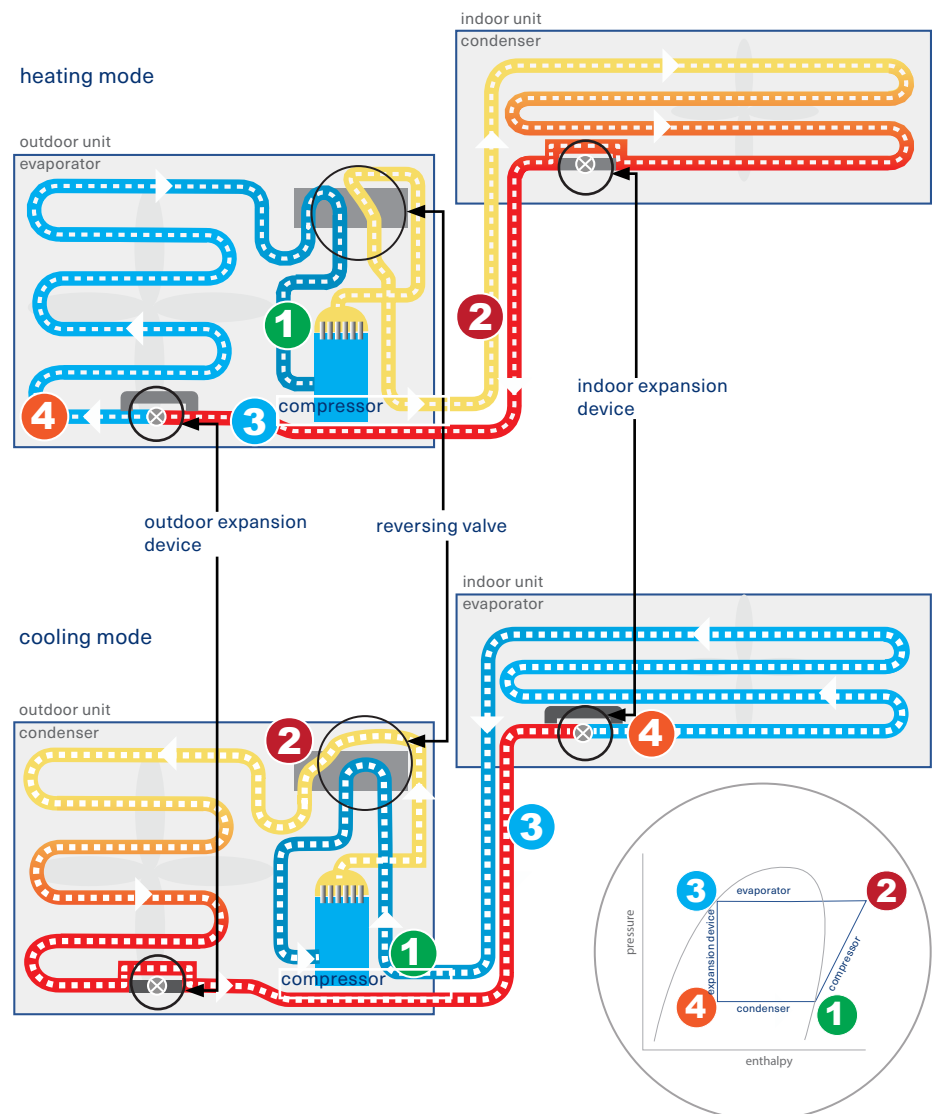 indoor unit
condenser
heating mode
outdoor unit
evaporator
1
2
indoor expansion
device
compressor
3
4
outdoor expansion
device
reversing valve
indoor unit
evaporator
cooling mode
outdoor unit
condenser
2
4
3
1
compressor
3
evaporator
2
pressure
expansion device
compressor
4
condenser
1
enthalpy